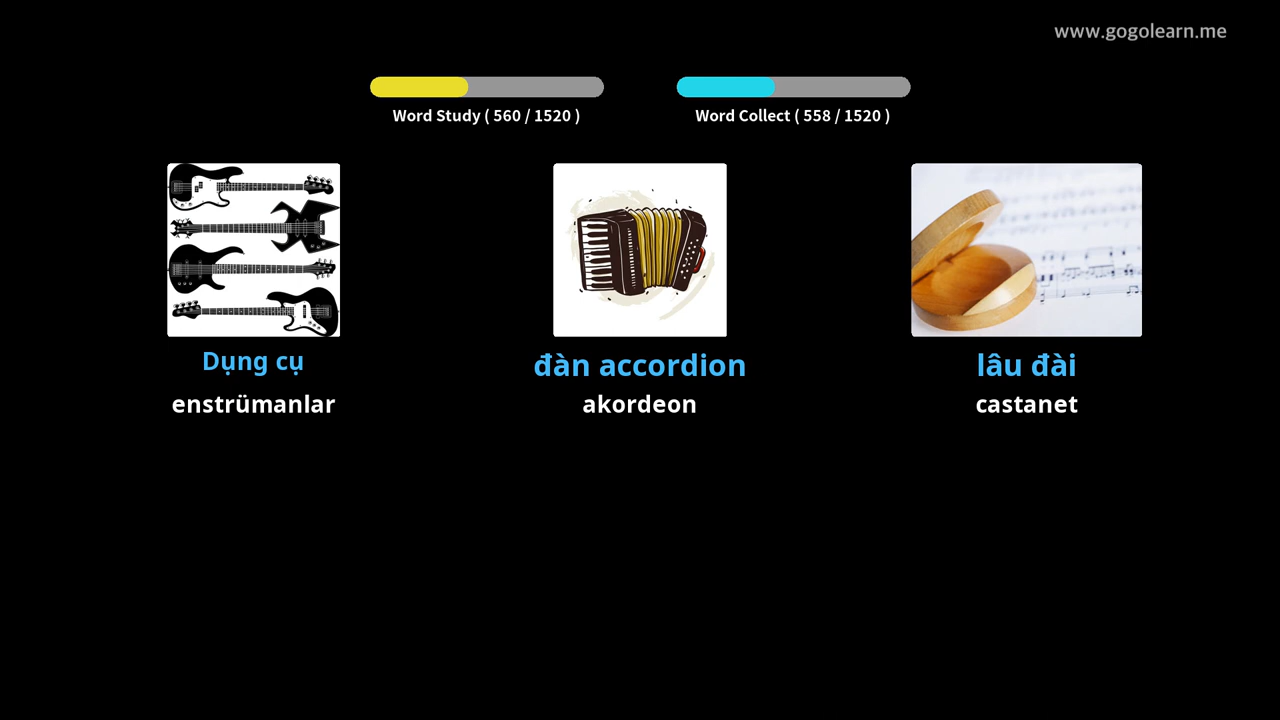 www.gogolearn.me
Word Study ( 560 / 1520 )
Word Collect ( 558 / 1520 )
Dụng cụ
đàn accordion
lâu đài
enstrümanlar
akordeon
castanet